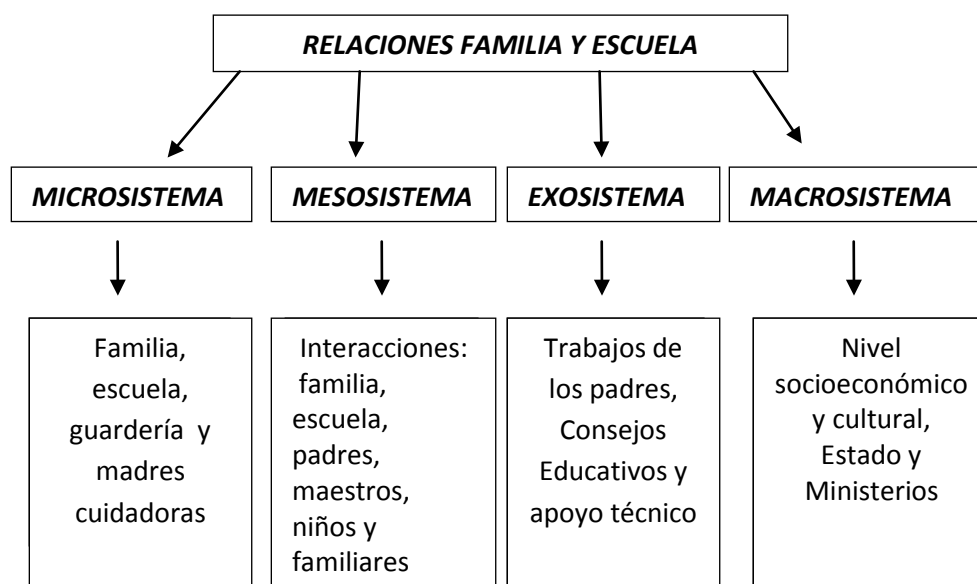 RELACIONES FAMILIA Y ESCUELA
MICROSISTEMA
MESOSISTEMA
EXOSISTEMA
MACROSISTEMA
Familia,
escuela,
guardería y
madres
cuidadoras
Interacciones:
familia,
escuela,
padres,
maestros,
niños y
familiares
Trabajos de
los padres,
Consejos
Educativos y
apoyo técnico
Nivel
socioeconómico
y cultural,
Estado y
Ministerios